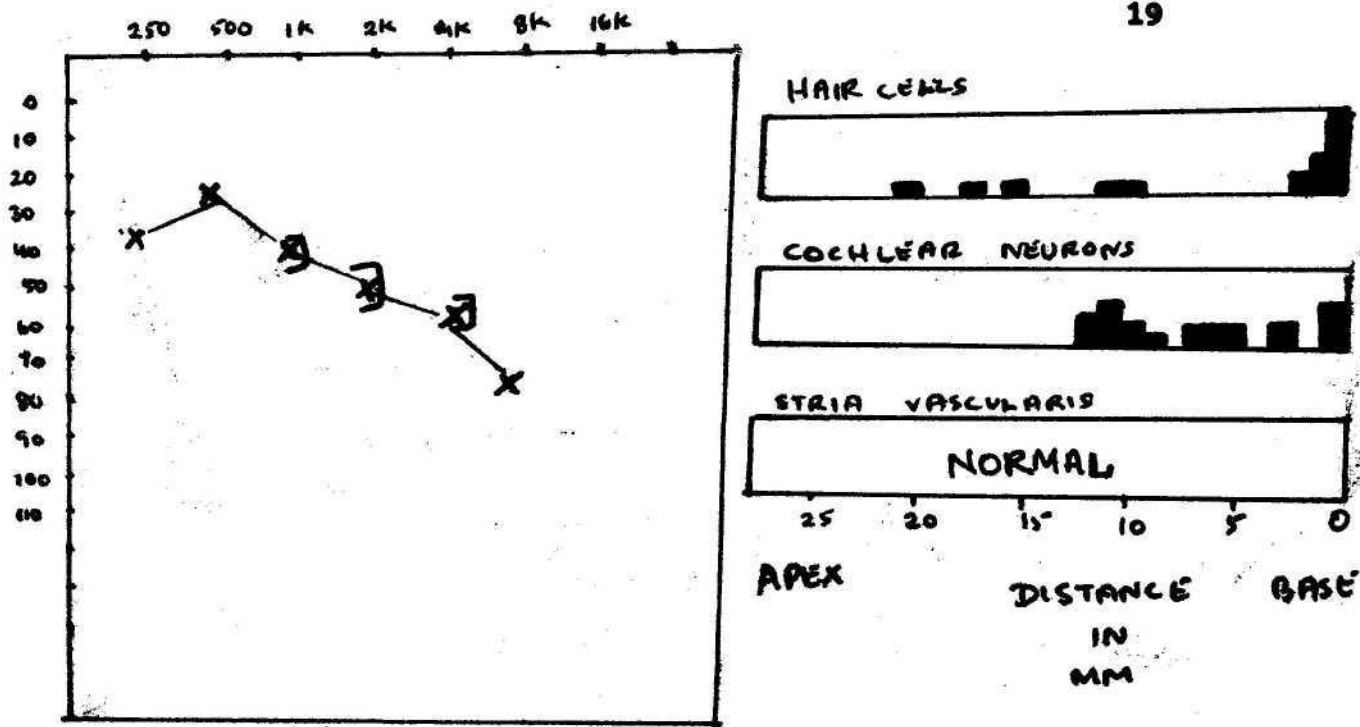 19
250 500 1K 2K 4K 8K 16K
0
10
20
30
40
50
60
70
80
90
100
110
HAIR CELLS
COCHLEAR NEURONS
STRIA VASCULARIS
NORMAL
25 20 15 10 5 0
APEX DISTANCE BASE
IN
MM